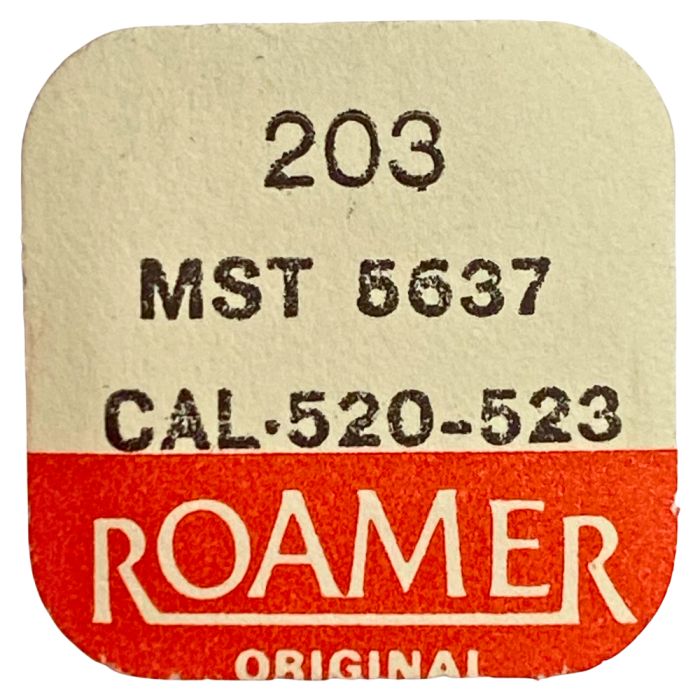 203
MST 5637
CAL·520-523
ROAMER
ORIGINAL